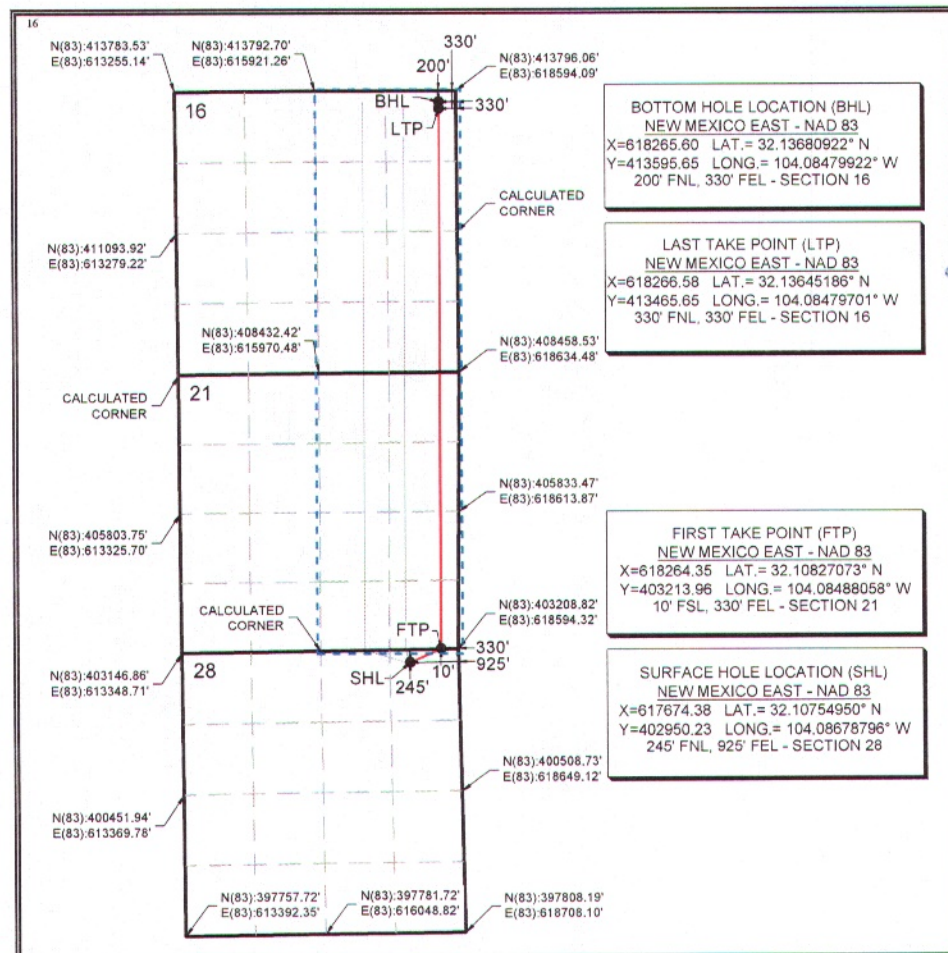 16
N(83):413783.53'
E(83):613255.14'
N(83):413792.70'
E(83):615921.26'
330'
200'
N(83):413796.06'
E(83):618594.09'
16
BHL
LTP
330'
BOTTOM HOLE LOCATION (BHL)
NEW MEXICO EAST - NAD 83
X=618265.60 LAT.= 32.13680922° N
Y=413595.65 LONG.= 104.08479922° W
200' FNL, 330' FEL - SECTION 16
CALCULATED
CORNER
LAST TAKE POINT (LTP)
NEW MEXICO EAST - NAD 83
X=618266.58 LAT.= 32.13645186° N
Y=413465.65 LONG.= 104.08479701° W
330' FNL, 330' FEL - SECTION 16
N(83):411093.92'
E(83):613279.22'
N(83):408432.42'
E(83):615970.48'
N(83):408458.53'
E(83):618634.48'
CALCULATED
CORNER
21
N(83):405803.75'
E(83):613325.70'
N(83):405833.47'
E(83):618613.87'
FIRST TAKE POINT (FTP)
NEW MEXICO EAST - NAD 83
X=618264.35 LAT.= 32.10827073° N
Y=403213.96 LONG.= 104.08488058° W
10' FSL, 330' FEL - SECTION 21
CALCULATED
CORNER
FTP
N(83):403208.82'
E(83):618594.32'
330'
925'
10'
SHL
245'
N(83):403146.86'
E(83):613348.71'
28
SURFACE HOLE LOCATION (SHL)
NEW MEXICO EAST - NAD 83
X=617674.38 LAT.= 32.10754950° N
Y=402950.23 LONG.= 104.08678796° W
245' FNL, 925' FEL - SECTION 28
N(83):400451.94'
E(83):613369.78'
N(83):400508.73'
E(83):618649.12'
N(83):397757.72'
E(83):613392.35'
N(83):397781.72'
E(83):616048.82'
N(83):397808.19'
E(83):618708.10'